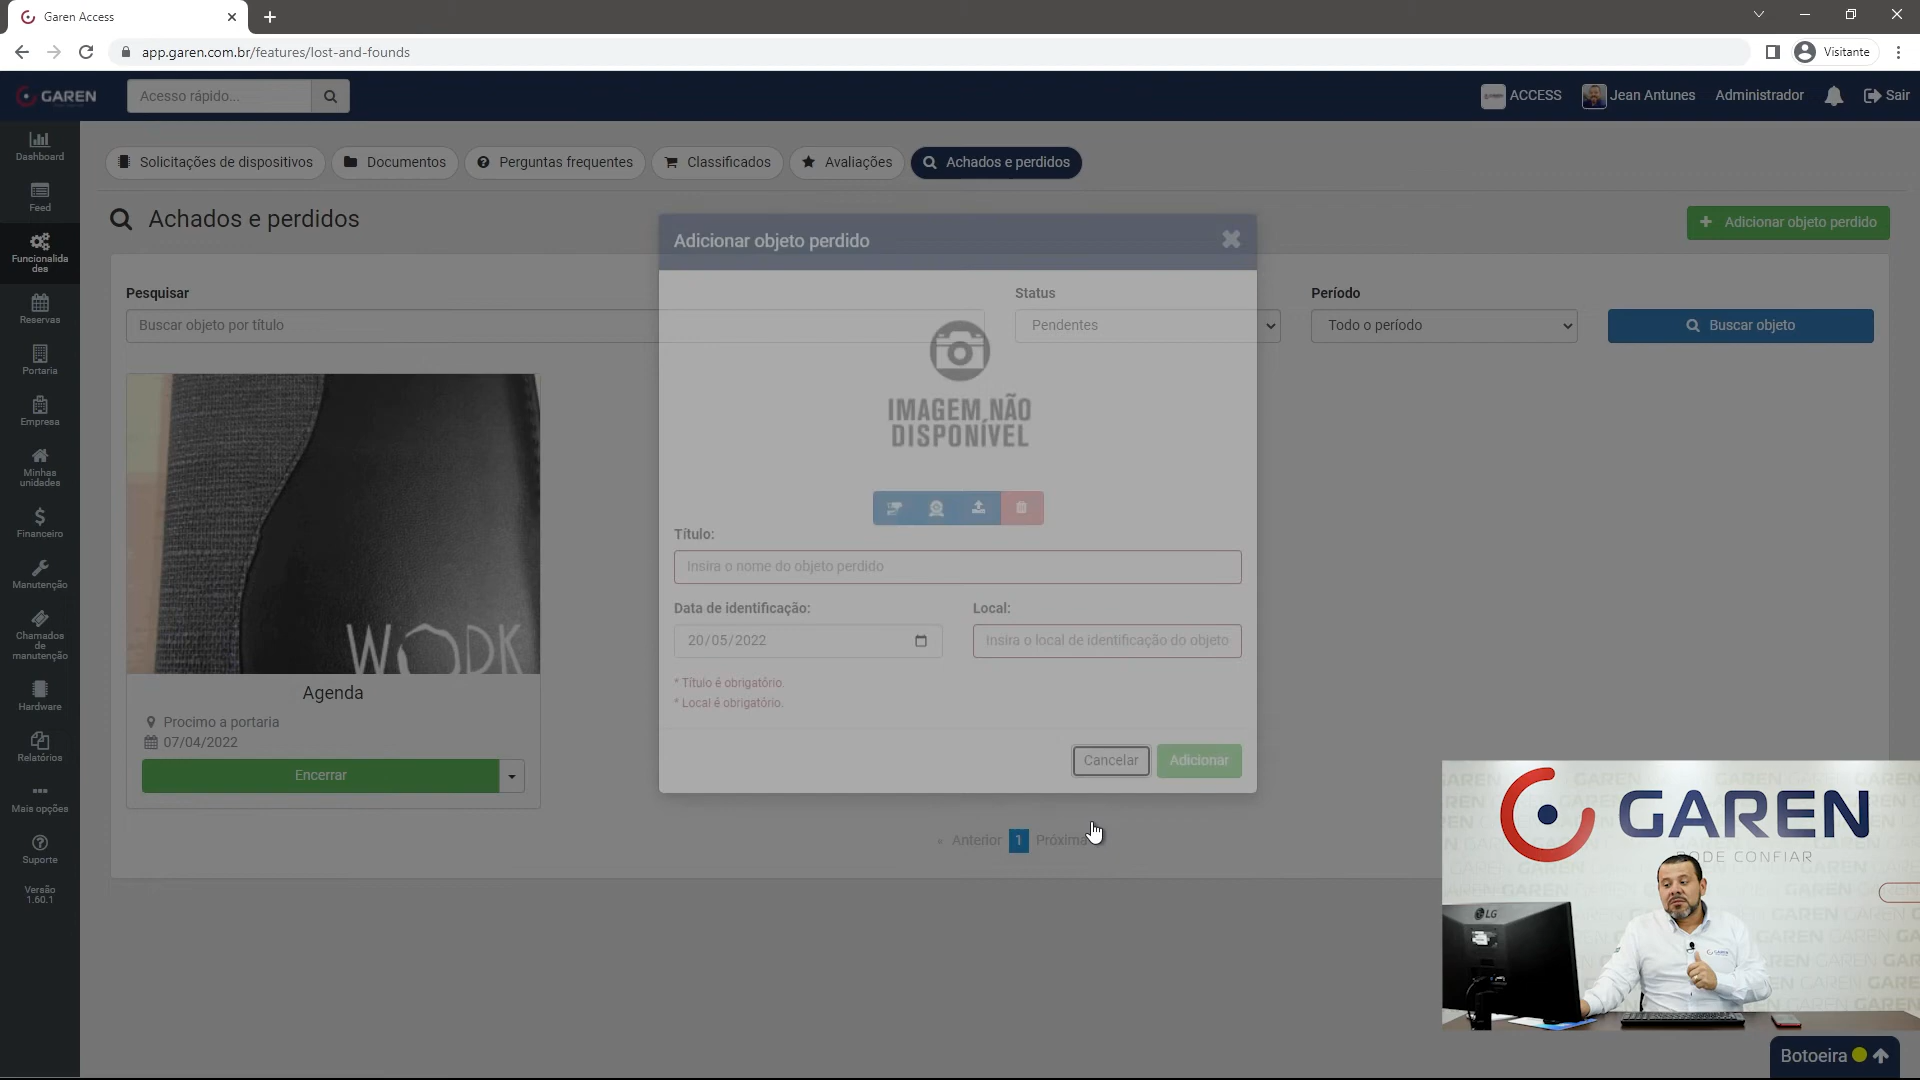 Garen Access
app.garen.com.br/features/lost-and-founds
Visitante
GAREN
Acesso rápido...
ACCESS
Jean Antunes
Administrador
Sair
Dashboard
Feed
Funcionalida
des
Reservas
Portaria
Empresa
Minhas
unidades
Financeiro
Manutenção
Chamados
de
manutenção
Hardware
Relatórios
Mais opções
Suporte
Versão
1.60.1
Solicitações de dispositivos
Documentos
Perguntas frequentes
Classificados
Avaliações
Achados e perdidos
Achados e perdidos
+ Adicionar objeto perdido
Pesquisar
Buscar objeto por título
Status
Pendentes
Período
Todo o período
Buscar objeto
WORK
Agenda
Procimo a portaria
07/04/2022
Encerrar
Adicionar objeto perdido
IMAGEM NÃO
DISPONÍVEL
Título:
Insira o nome do objeto perdido
Data de identificação:
20/05/2022
Local:
Insira o local de identificação do objeto
* Título é obrigatório.
* Local é obrigatório.
Cancelar
Adicionar
« Anterior 1 Próxima
GAREN
PODE CONFIAR
LG
Botoeira